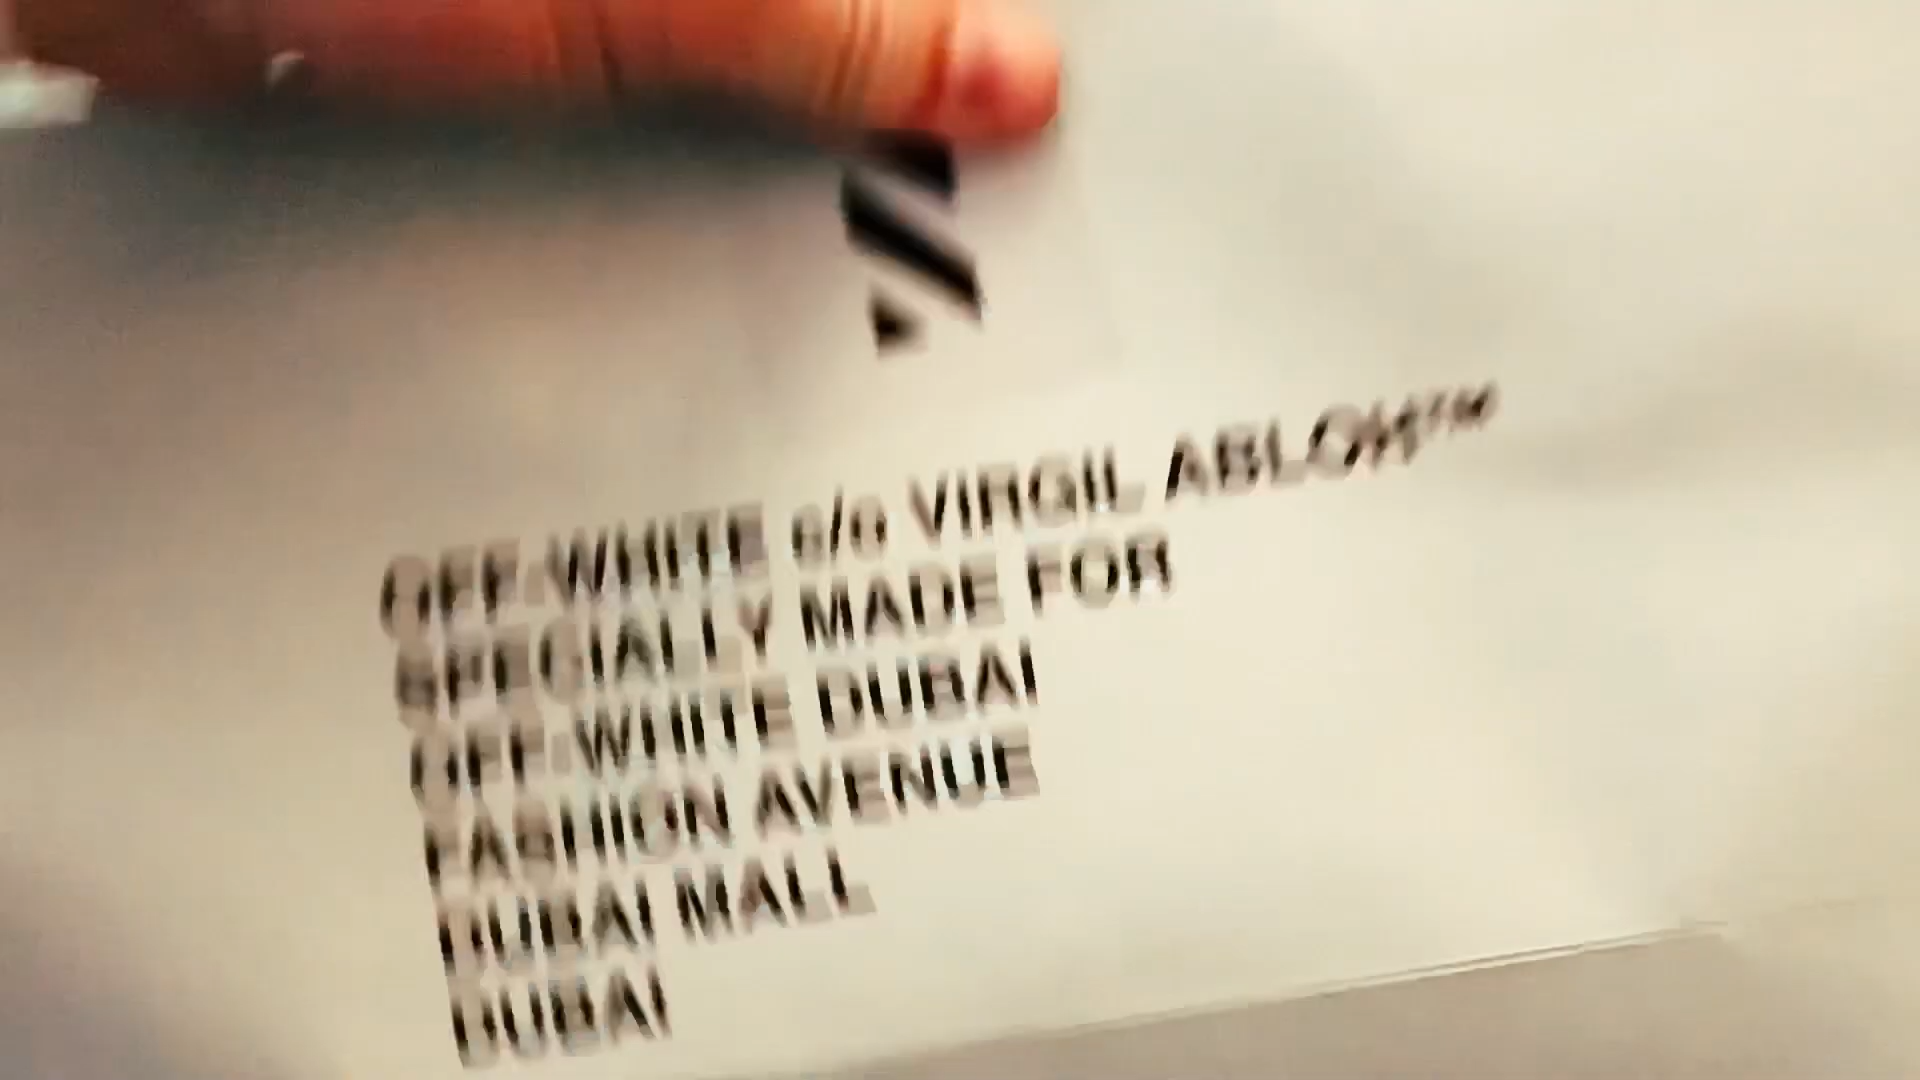 OFF-WHITE c/o VIRGIL ABLOH™
SPECIALLY MADE FOR
OFF-WHITE DUBAI
FASHION AVENUE
DUBAI MALL
DUBAI